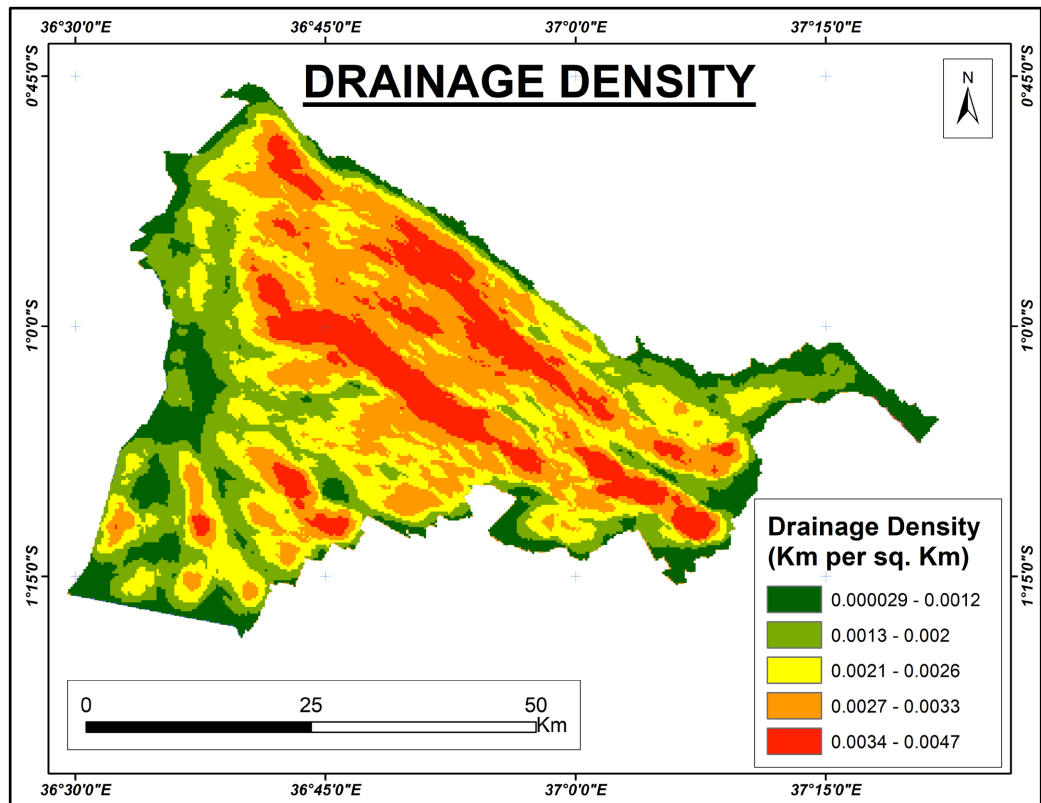 36°30'0"E 36°45'0"E 37°0'0"E 37°15'0"E
0°45'0"S 0°45'0"S
DRAINAGE DENSITY
N
1°0'0"S 1°0'0"S
1°15'0"S 1°15'0"S
Drainage Density
(Km per sq. Km)
0.000029 - 0.0012
0.0013 - 0.002
0.0021 - 0.0026
0.0027 - 0.0033
0.0034 - 0.0047
0 25 50
Km
36°30'0"E 36°45'0"E 37°0'0"E 37°15'0"E